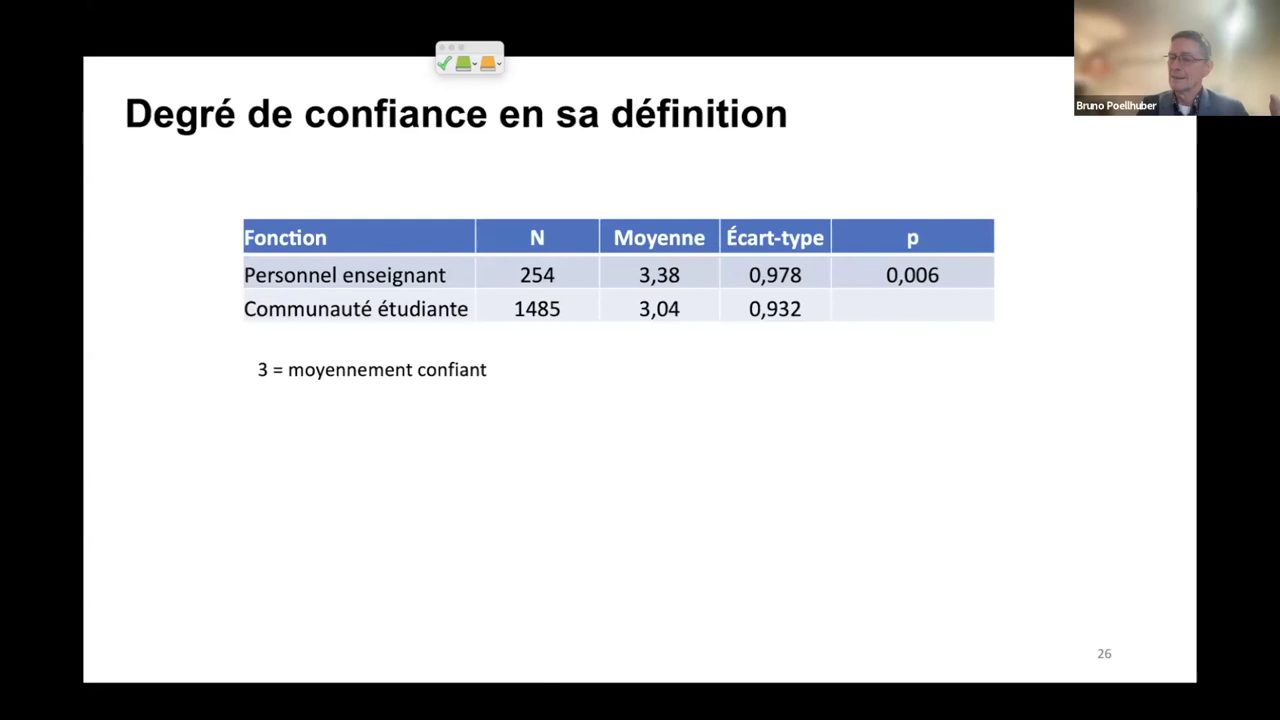 Bruno Poellhuber
Degré de confiance en sa définition
Fonction N Moyenne Écart-type p
Personnel enseignant 254 3,38 0,978 0,006
Communauté étudiante 1485 3,04 0,932
3 = moyennement confiant
26